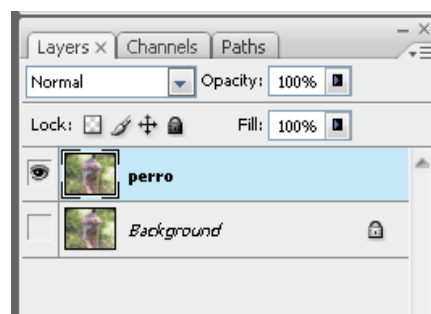 Layers × Channels Paths
Normal Opacity: 100%
Lock: Fill: 100%
perro
Background